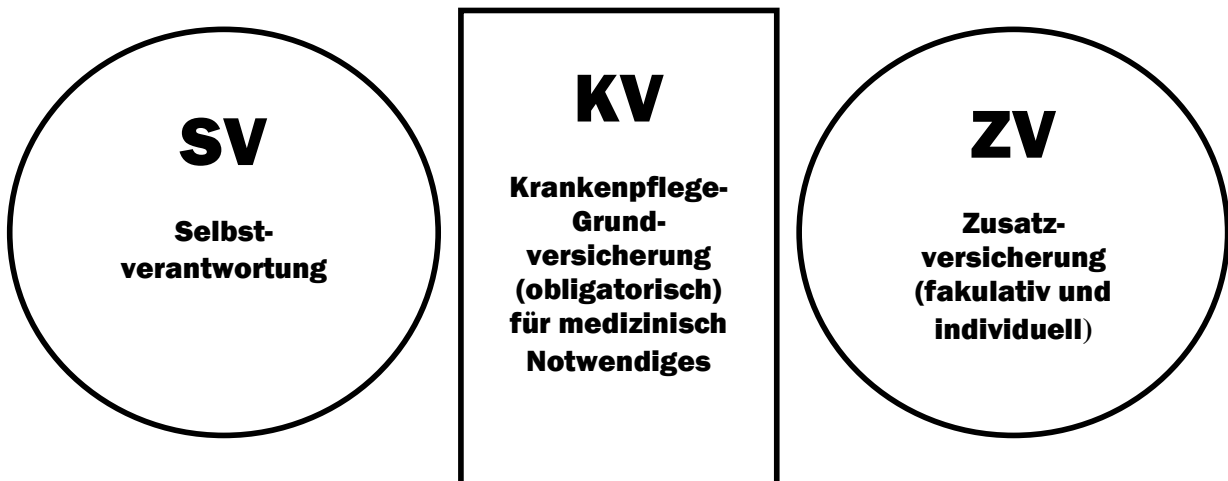 SV
Selbst-
verantwortung
KV
Krankenpflege-
Grund-
versicherung
(obligatorisch)
für medizinisch
Notwendiges
ZV
Zusatz-
versicherung
(fakulativ und
individuell)